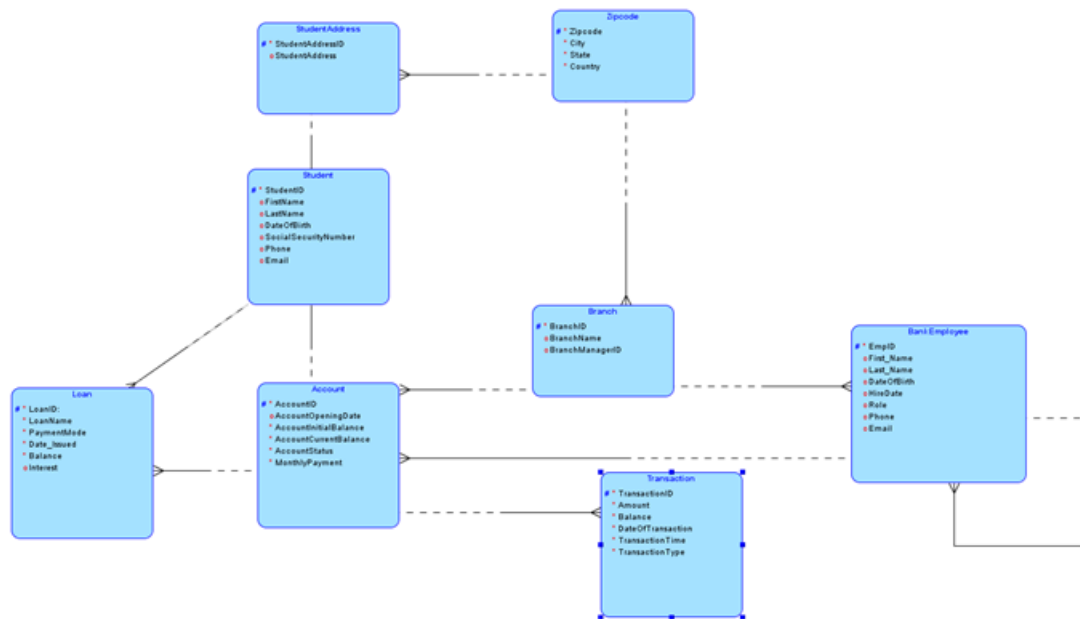 StudentAddress
# * StudentAddressID
o StudentAddress
Zipcode
# * Zipcode
* City
* State
* Country
Student
# * StudentID
o FirstName
o LastName
o DateOfBirth
o SocialSecurityNumber
o Phone
o Email
Branch
# * BranchID
o BranchName
o BranchManagerID
Bank Employee
# * EmpID
o First_Name
o Last_Name
o DateOfBirth
o HireDate
o Role
o Phone
o Email
Loan
# * LoanID:
* LoanName
* PaymentMode
* Date_Issued
* Balance
o Interest
Account
# * AccountID
o AccountOpeningDate
* AccountInitialBalance
* AccountCurrentBalance
* AccountStatus
* MonthlyPayment
Transaction
# * TransactionID
* Amount
* Balance
* DateOfTransaction
* TransactionTime
* TransactionType